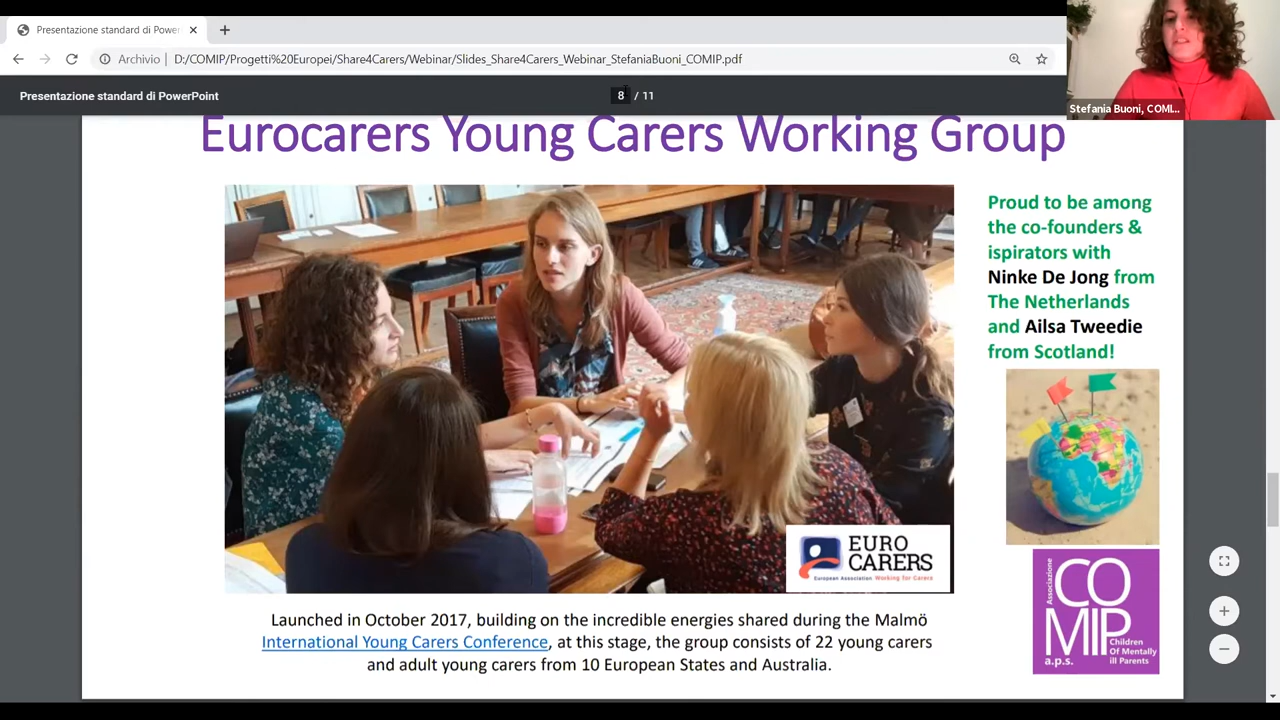 Presentazione standard di Power
Archivio
D:/COMIP/Progetti%20Europei/Share4Carers/Webinar/Slides_Share4Carers_Webinar_StefaniaBuoni_COMIP.pdf
Stefania Buoni, COMI...
Presentazione standard di PowerPoint
8 / 11
Eurocarers Young Carers Working Group
Proud to be among
the co-founders &
ispirators with
Ninke De Jong from
The Netherlands
and Ailsa Tweedie
from Scotland!
EURO
CARERS
European Association Working for Carers
Launched in October 2017, building on the incredible energies shared during the Malmö
International Young Carers Conference, at this stage, the group consists of 22 young carers
and adult young carers from 10 European States and Australia.
Associazione
CO
MIP
a.p.s.
Children
Of Mentally
ill Parents